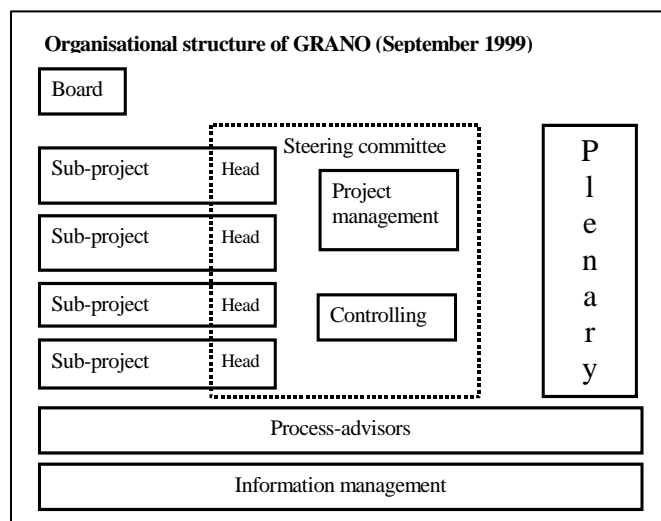 Organisational structure of GRANO (September 1999)
Board
Steering committee
Sub-project Head
Project
management
Sub-project Head
Sub-project Head
Controlling
Sub-project Head
P
l
e
n
a
r
y
Process-advisors
Information management